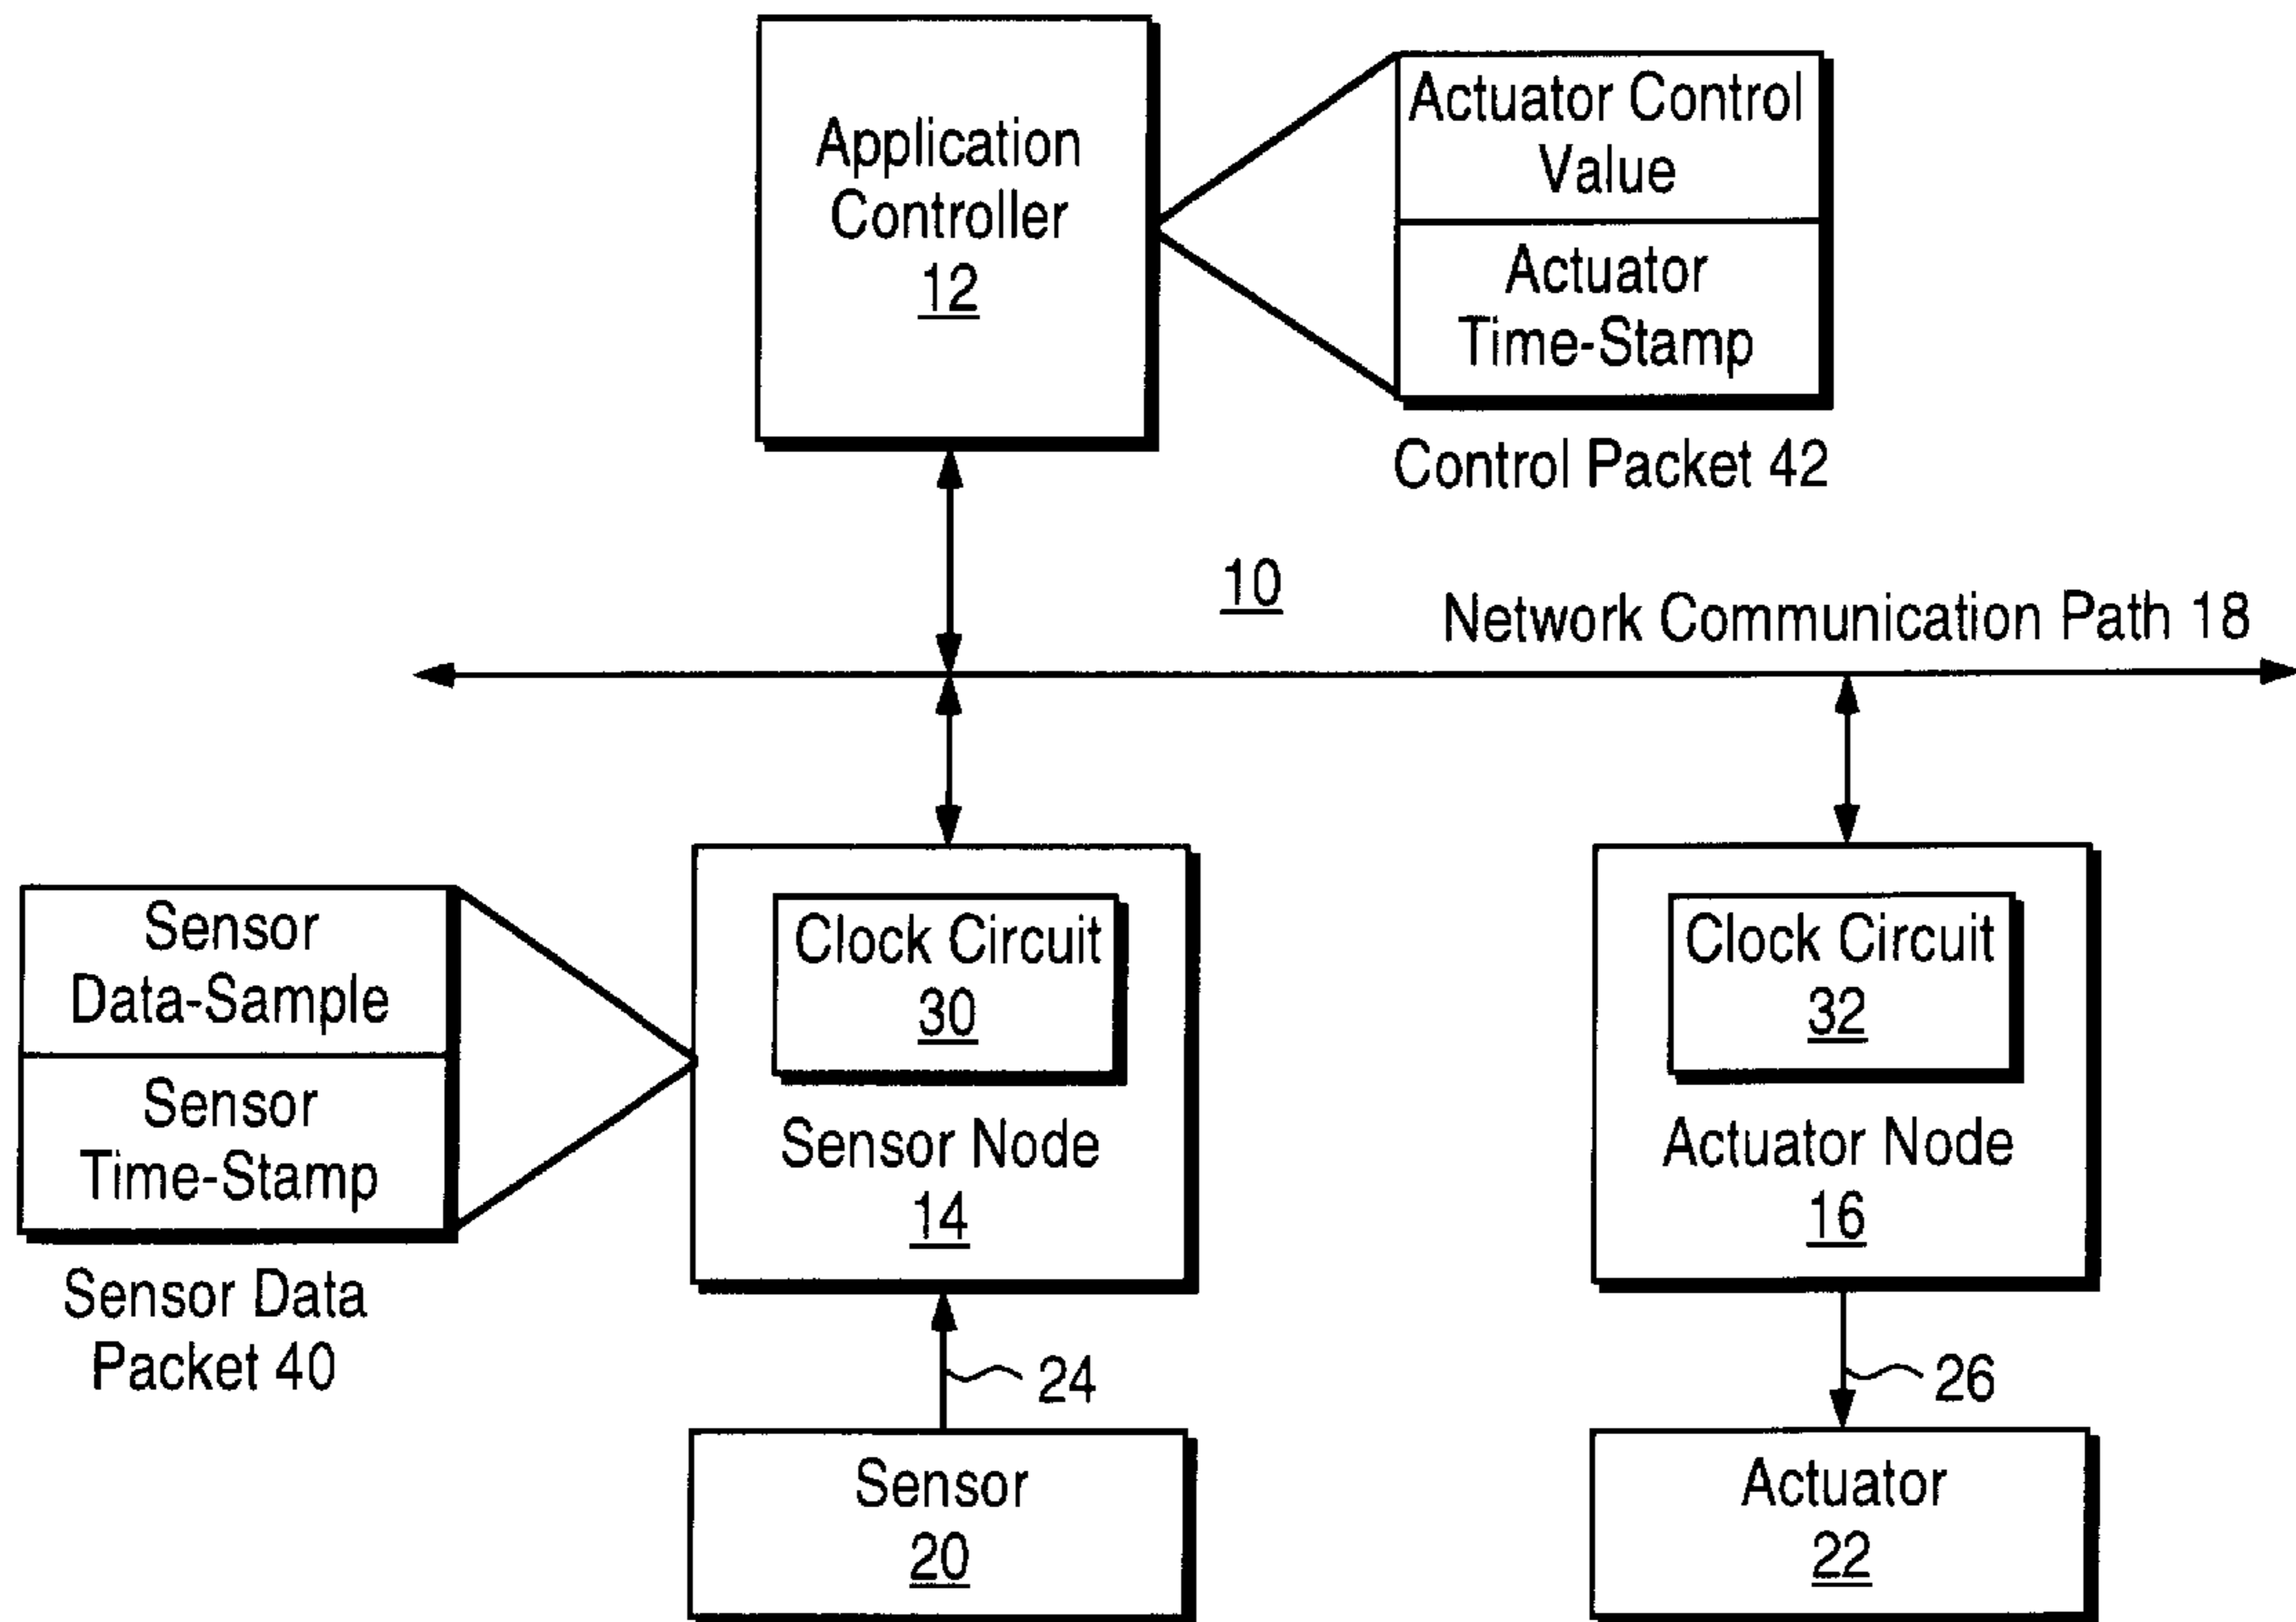 Application
Controller
12
Actuator Control
Value
Actuator
Time-Stamp
Control Packet 42
10
Network Communication Path 18
Sensor
Data-Sample
Sensor
Time-Stamp
Sensor Data
Packet 40
Clock Circuit
30
Sensor Node
14
Clock Circuit
32
Actuator Node
16
24
26
Sensor
20
Actuator
22